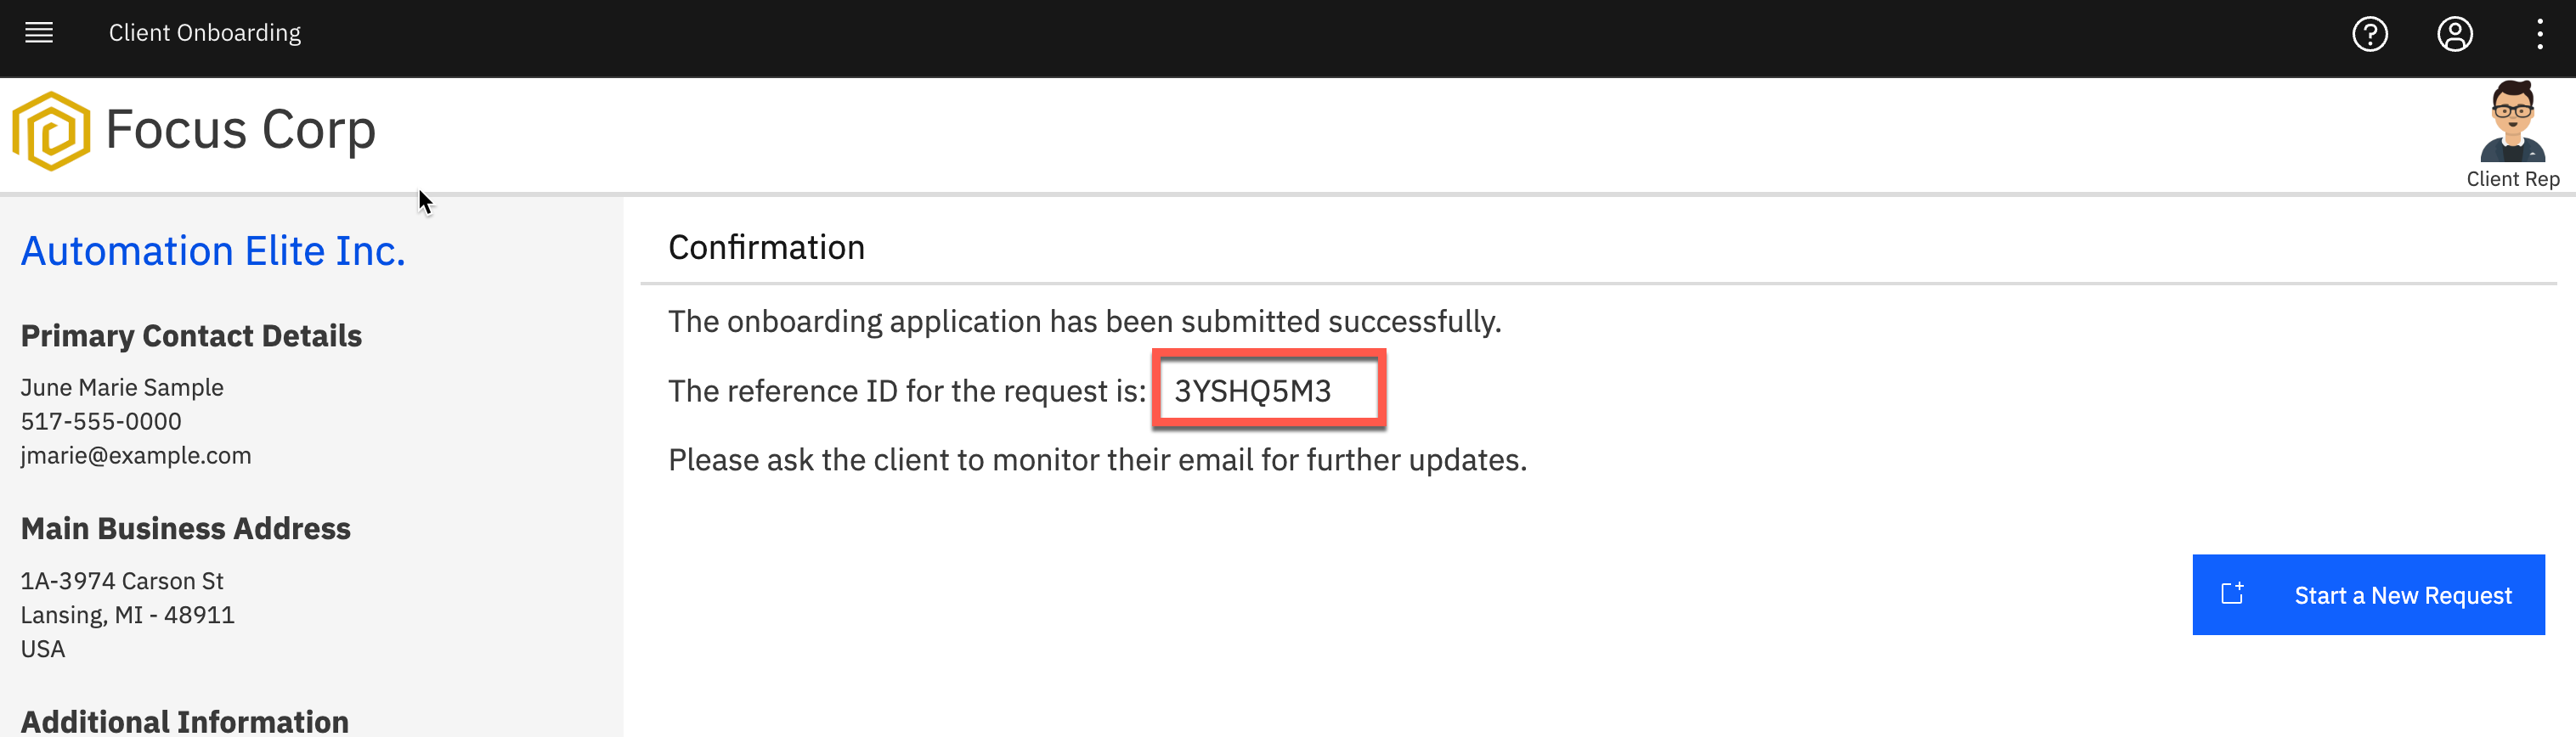 Client Onboarding
Focus Corp
Client Rep
Automation Elite Inc.
Primary Contact Details
June Marie Sample
517-555-0000
jmarie@example.com
Main Business Address
1A-3974 Carson St
Lansing, MI - 48911
USA
Additional Information
Confirmation
The onboarding application has been submitted successfully.
The reference ID for the request is: 3YSHQ5M3
Please ask the client to monitor their email for further updates.
Start a New Request